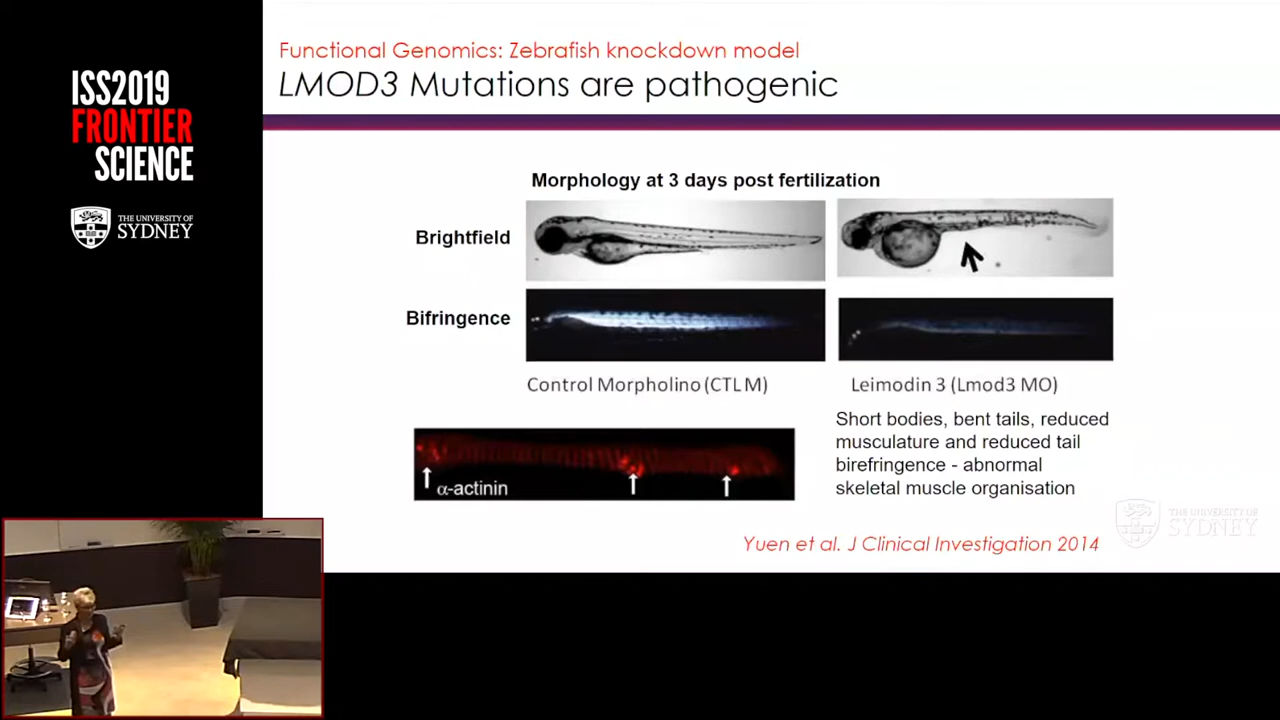 ISS2019
FRONTIER
SCIENCE
THE UNIVERSITY OF
SYDNEY
Functional Genomics: Zebrafish knockdown model
LMOD3 Mutations are pathogenic
Morphology at 3 days post fertilization
Brightfield
Bifringence
Control Morpholino (CTL M)
Leimodin 3 (Lmod3 MO)
α-actinin
Short bodies, bent tails, reduced
musculature and reduced tail
birefringence - abnormal
skeletal muscle organisation
THE UNIVERSITY OF
SYDNEY
Yuen et al. J Clinical Investigation 2014